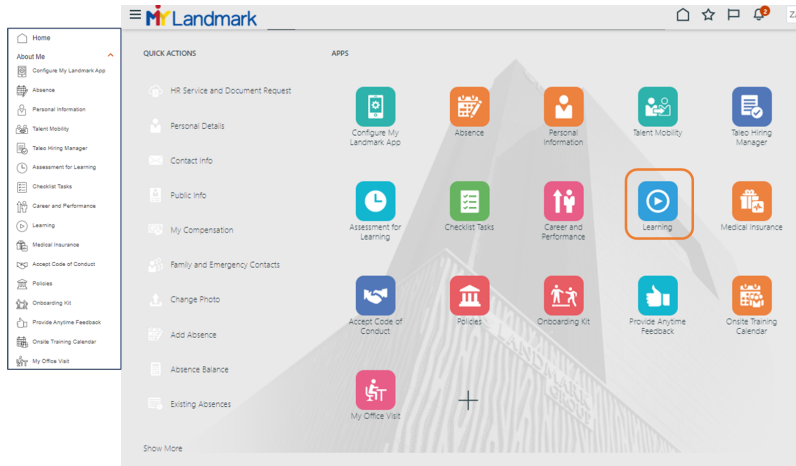 Home
About Me
Configure My Landmark App
Absence
Personal Information
Talent Mobility
Taleo Hiring Manager
Assessment for Learning
Checklist Tasks
Career and Performance
Learning
Medical Insurance
Accept Code of Conduct
Policies
Onboarding Kit
Provide Anytime Feedback
Onsite Training Calendar
My Office Visit
MY Landmark
2
QUICK ACTIONS
HR Service and Document Request
Personal Details
Contact Info
Public Info
My Compensation
Family and Emergency Contacts
Change Photo
Add Absence
Absence Balance
Existing Absences
Show More
APPS
Configure My
Landmark App
Absence
Personal
Information
Talent Mobility
Taleo Hiring
Manager
Assessment for
Learning
Checklist Tasks
Career and
Performance
Learning
Medical Insurance
Accept Code of
Conduct
Policies
Onboarding Kit
Provide Anytime
Feedback
Onsite Training
Calendar
My Office Visit
LANDMARK
GROUP